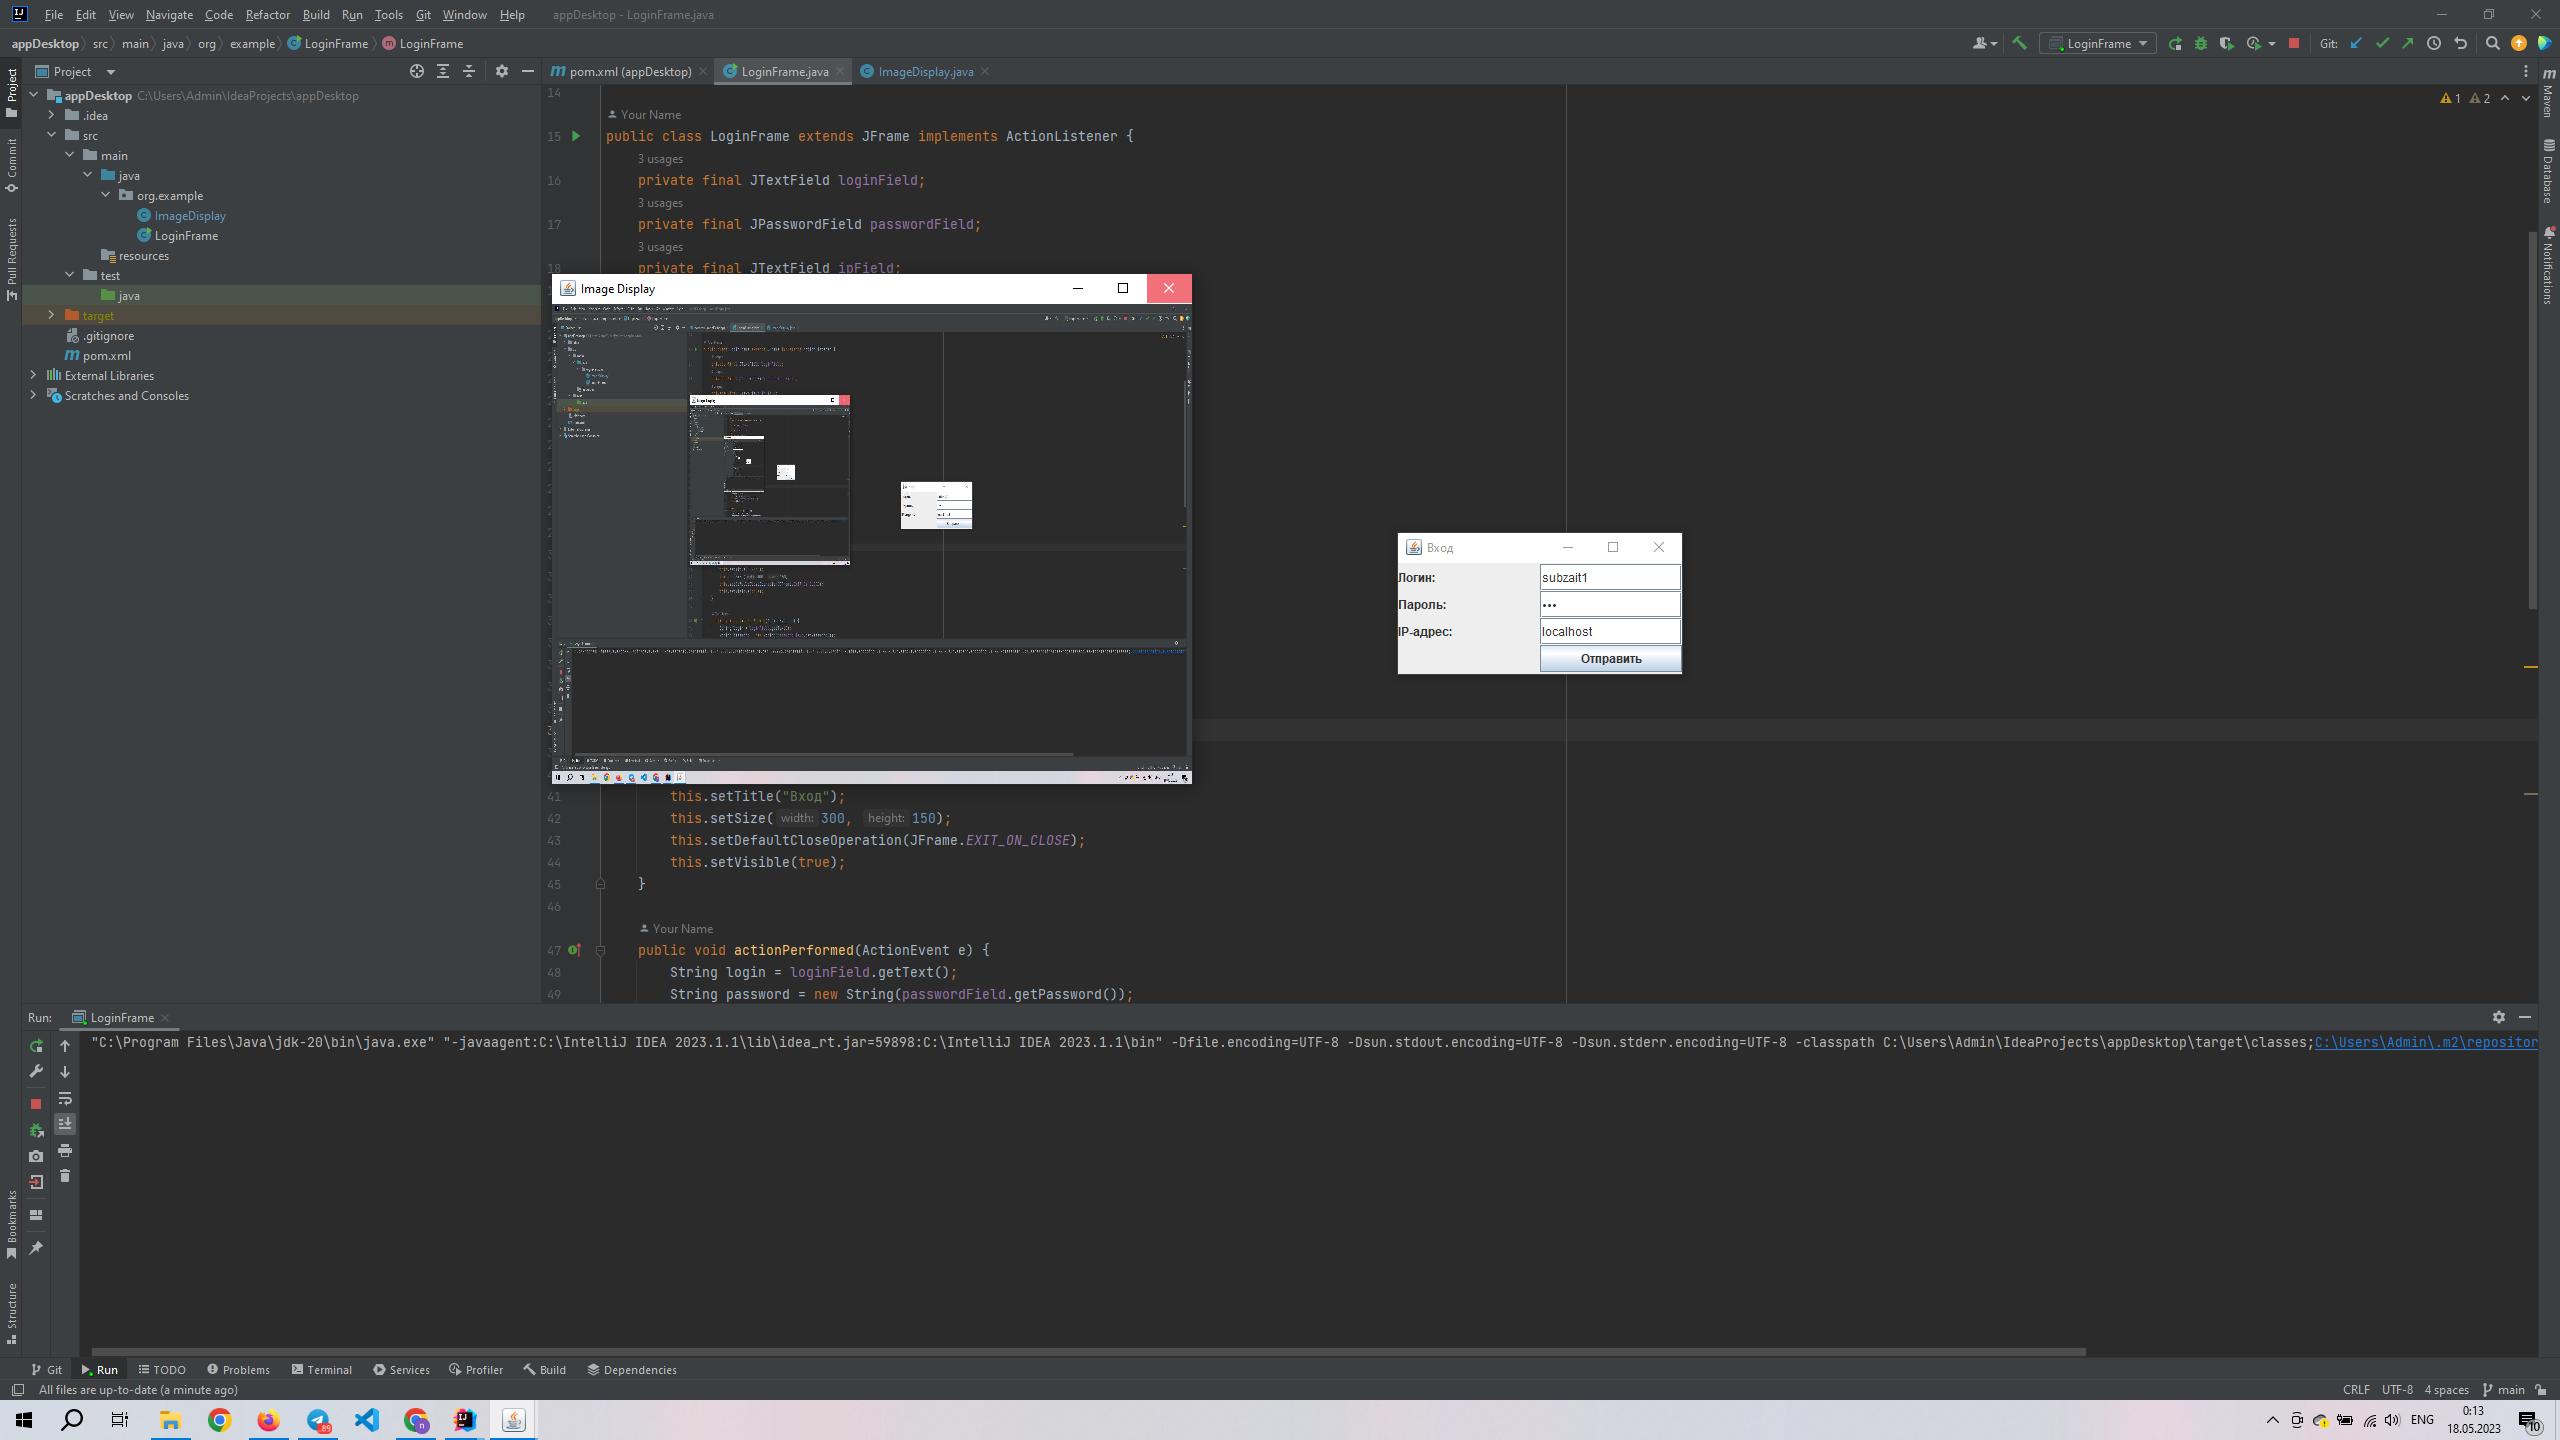 File Edit View Navigate Code Refactor Build Run Tools Git Window Help appDesktop - LoginFrame.java
appDesktop src main java org example LoginFrame LoginFrame
LoginFrame Git:
Project
pom.xml (appDesktop) LoginFrame.java ImageDisplay.java
Project
Commit
Pull Requests
Bookmarks
Structure
appDesktop C:\Users\Admin\IdeaProjects\appDesktop
.idea
src
main
java
org.example
ImageDisplay
LoginFrame
resources
test
java
target
.gitignore
pom.xml
External Libraries
Scratches and Consoles
1 2
14
Your Name
15 public class LoginFrame extends JFrame implements ActionListener {
3 usages
16 private final JTextField loginField;
3 usages
17 private final JPasswordField passwordField;
3 usages
18 private final JTextField ipField;
Image Display
Вход
Логин: subzait1
Пароль: •••
IP-адрес: localhost
Отправить
41 this.setTitle("Вход");
42 this.setSize( width: 300, height: 150);
43 this.setDefaultCloseOperation(JFrame.EXIT_ON_CLOSE);
44 this.setVisible(true);
45 }
46
Your Name
47 public void actionPerformed(ActionEvent e) {
48 String login = loginField.getText();
49 String password = new String(passwordField.getPassword());
Maven
Database
Notifications
Run: LoginFrame
"C:\Program Files\Java\jdk-20\bin\java.exe" "-javaagent:C:\IntelliJ IDEA 2023.1.1\lib\idea_rt.jar=59898:C:\IntelliJ IDEA 2023.1.1\bin" -Dfile.encoding=UTF-8 -Dsun.stdout.encoding=UTF-8 -Dsun.stderr.encoding=UTF-8 -classpath C:\Users\Admin\IdeaProjects\appDesktop\target\classes;C:\Users\Admin\.m2\repositor
Git Run TODO Problems Terminal Services Profiler Build Dependencies
All files are up-to-date (a minute ago) CRLF UTF-8 4 spaces main
ENG
0:13
18.05.2023
10